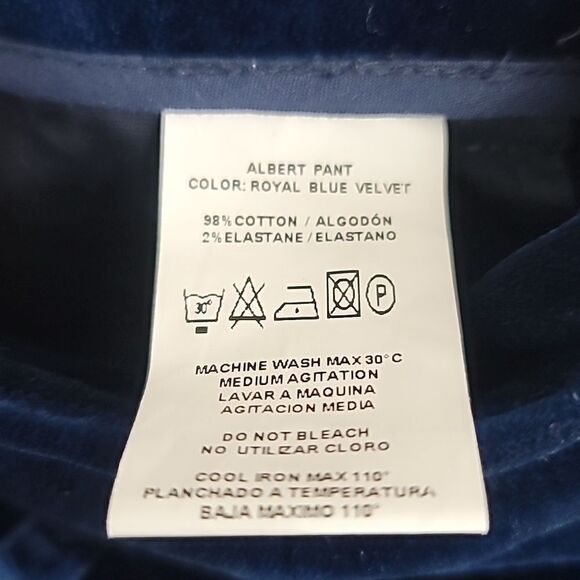 ALBERT PANT
COLOR: ROYAL BLUE VELVET
98% COTTON / ALGODÓN
2% ELASTANE / ELASTANO
30° P
MACHINE WASH MAX 30°C
MEDIUM AGITATION
LAVAR A MAQUINA
AGITACION MEDIA
DO NOT BLEACH
NO UTILIZAR CLORO
COOL IRON MAX 110°
PLANCHADO A TEMPERATURA
BAJA MAXIMO 110°